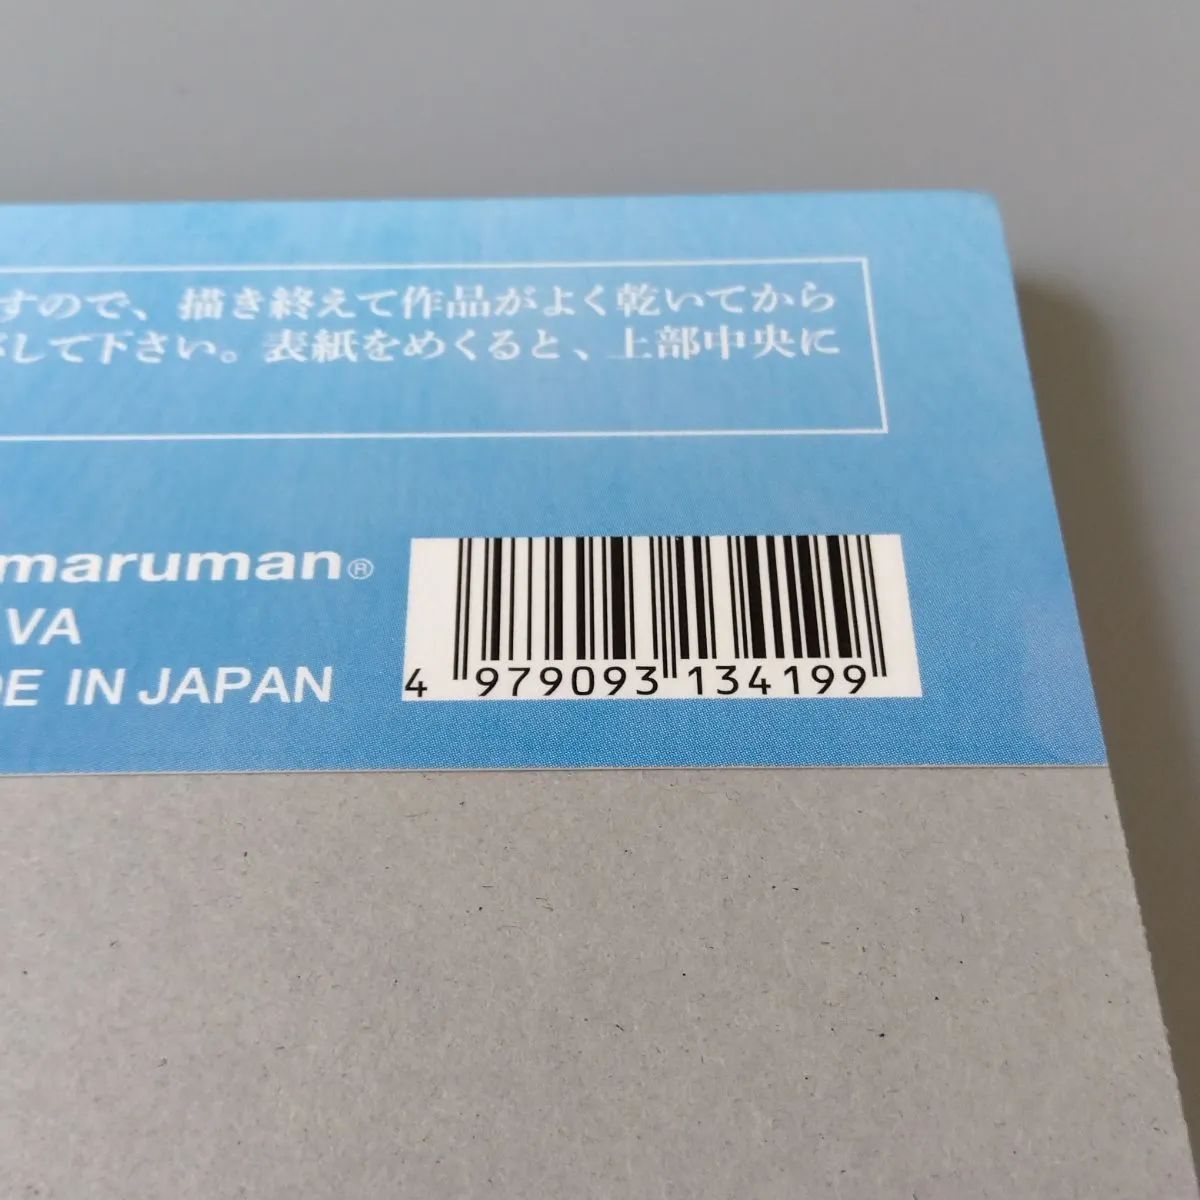 すので、描き終えて作品がよく乾いてから
して下さい。表紙をめくると、上部中央に
maruman®
VA
DE IN JAPAN
4 979093 134199